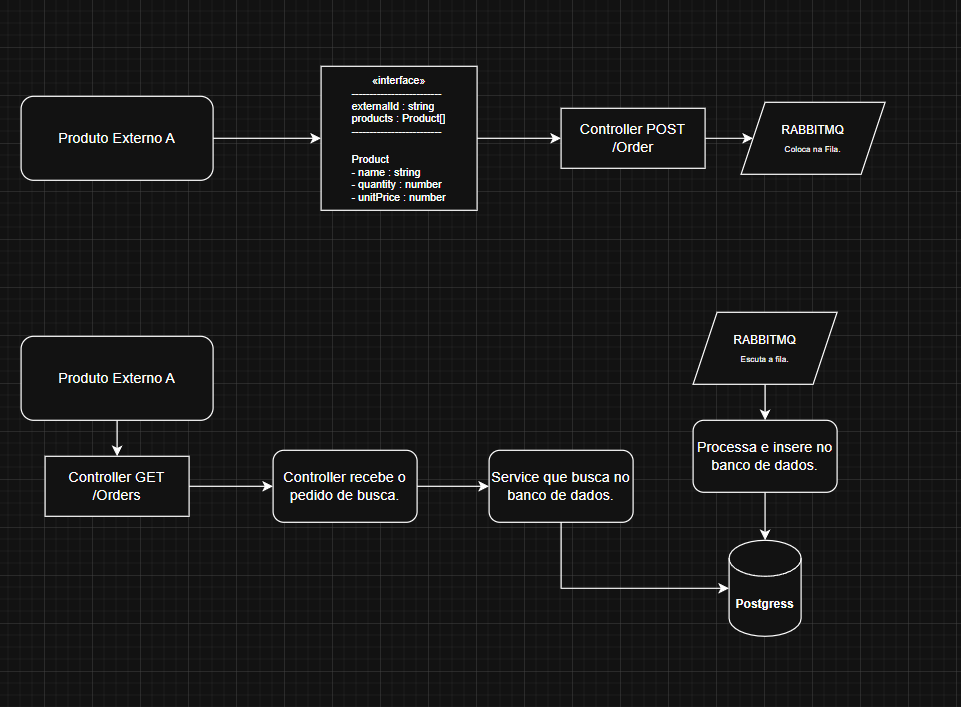 Produto Externo A
«interface»
------------------------------
externalId : string
products : Product[]
------------------------------
Product
- name : string
- quantity : number
- unitPrice : number
Controller POST
/Order
RABBITMQ
Coloca na Fila.
Produto Externo A
Controller GET
/Orders
Controller recebe o
pedido de busca.
Service que busca no
banco de dados.
RABBITMQ
Escuta a fila.
Processa e insere no
banco de dados.
Postgress